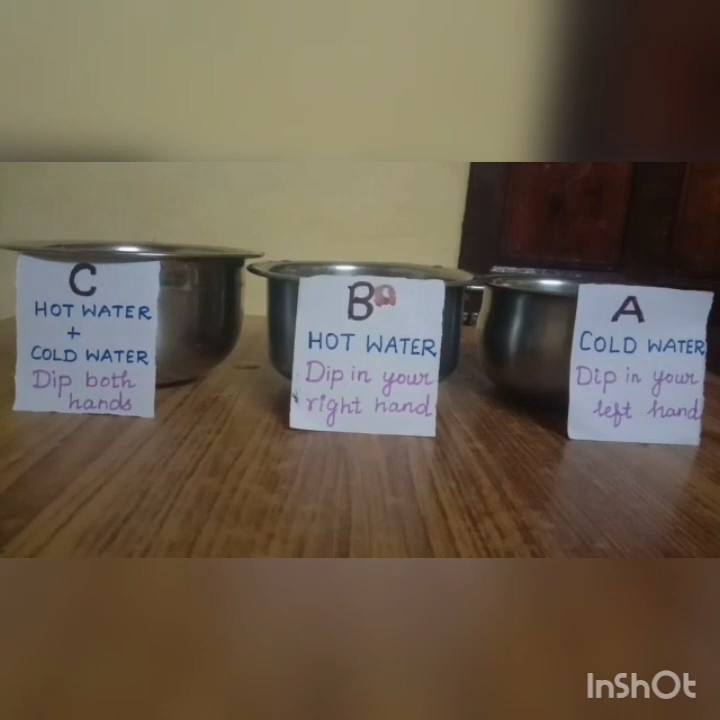 C
HOT WATER
+
COLD WATER
Dip both
hands
B
HOT WATER
Dip in your
right hand
A
COLD WATER
Dip in your
left hand
InShOt